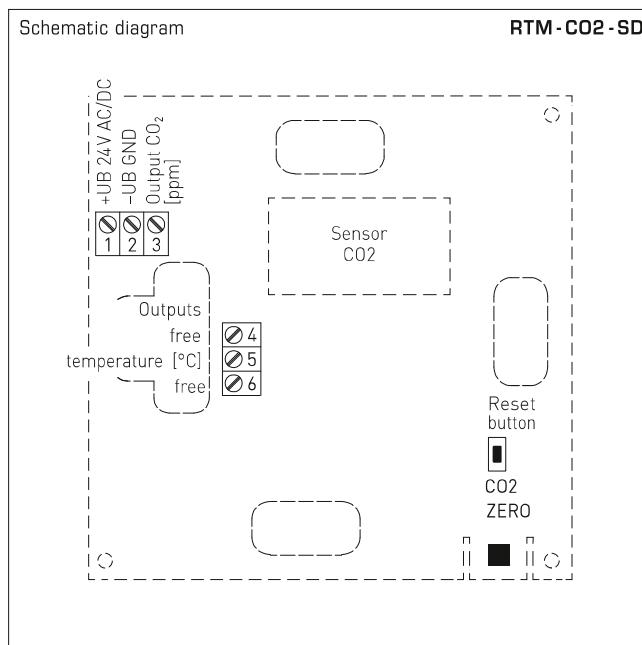 Schematic diagram
RTM-CO2-SD
+UB 24V AC/DC
-UB GND
Output CO₂
[ppm]
1 2 3
Sensor
CO2
Outputs
free 4
temperature [°C] 5
free 6
Reset
button
CO2
ZERO